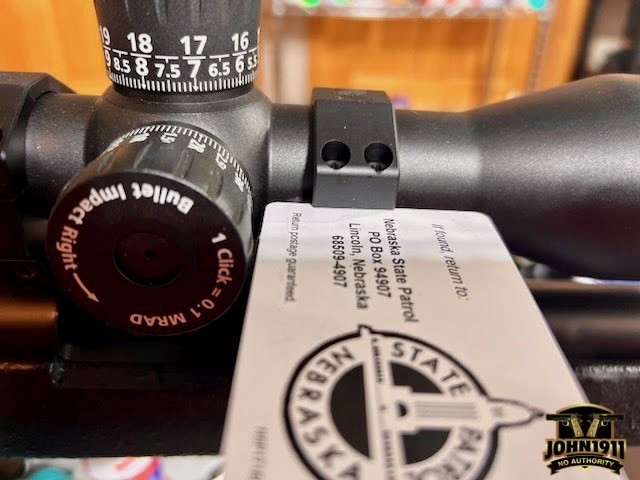 19 18 17 16
9 8.5 8 7.5 7 6.5 6 5.5
Bullet Impact Right
1 Click = 0.1 MRAD
If found, return to:
Nebraska State Patrol
PO Box 94907
Lincoln, Nebraska
68509-4907
Return postage guaranteed.
STATE PATROL
NEBRASKA
JOHN1911
NO AUTHORITY